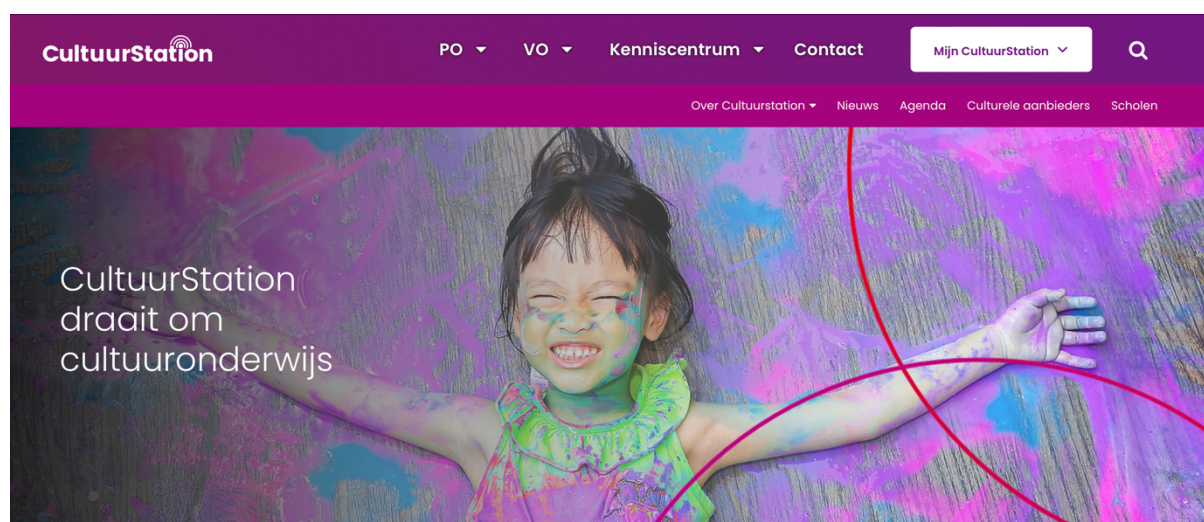 CultuurStation
PO VO Kenniscentrum Contact Mijn CultuurStation
Over Cultuurstation Nieuws Agenda Culturele aanbieders Scholen
CultuurStation
draait om
cultuuronderwijs